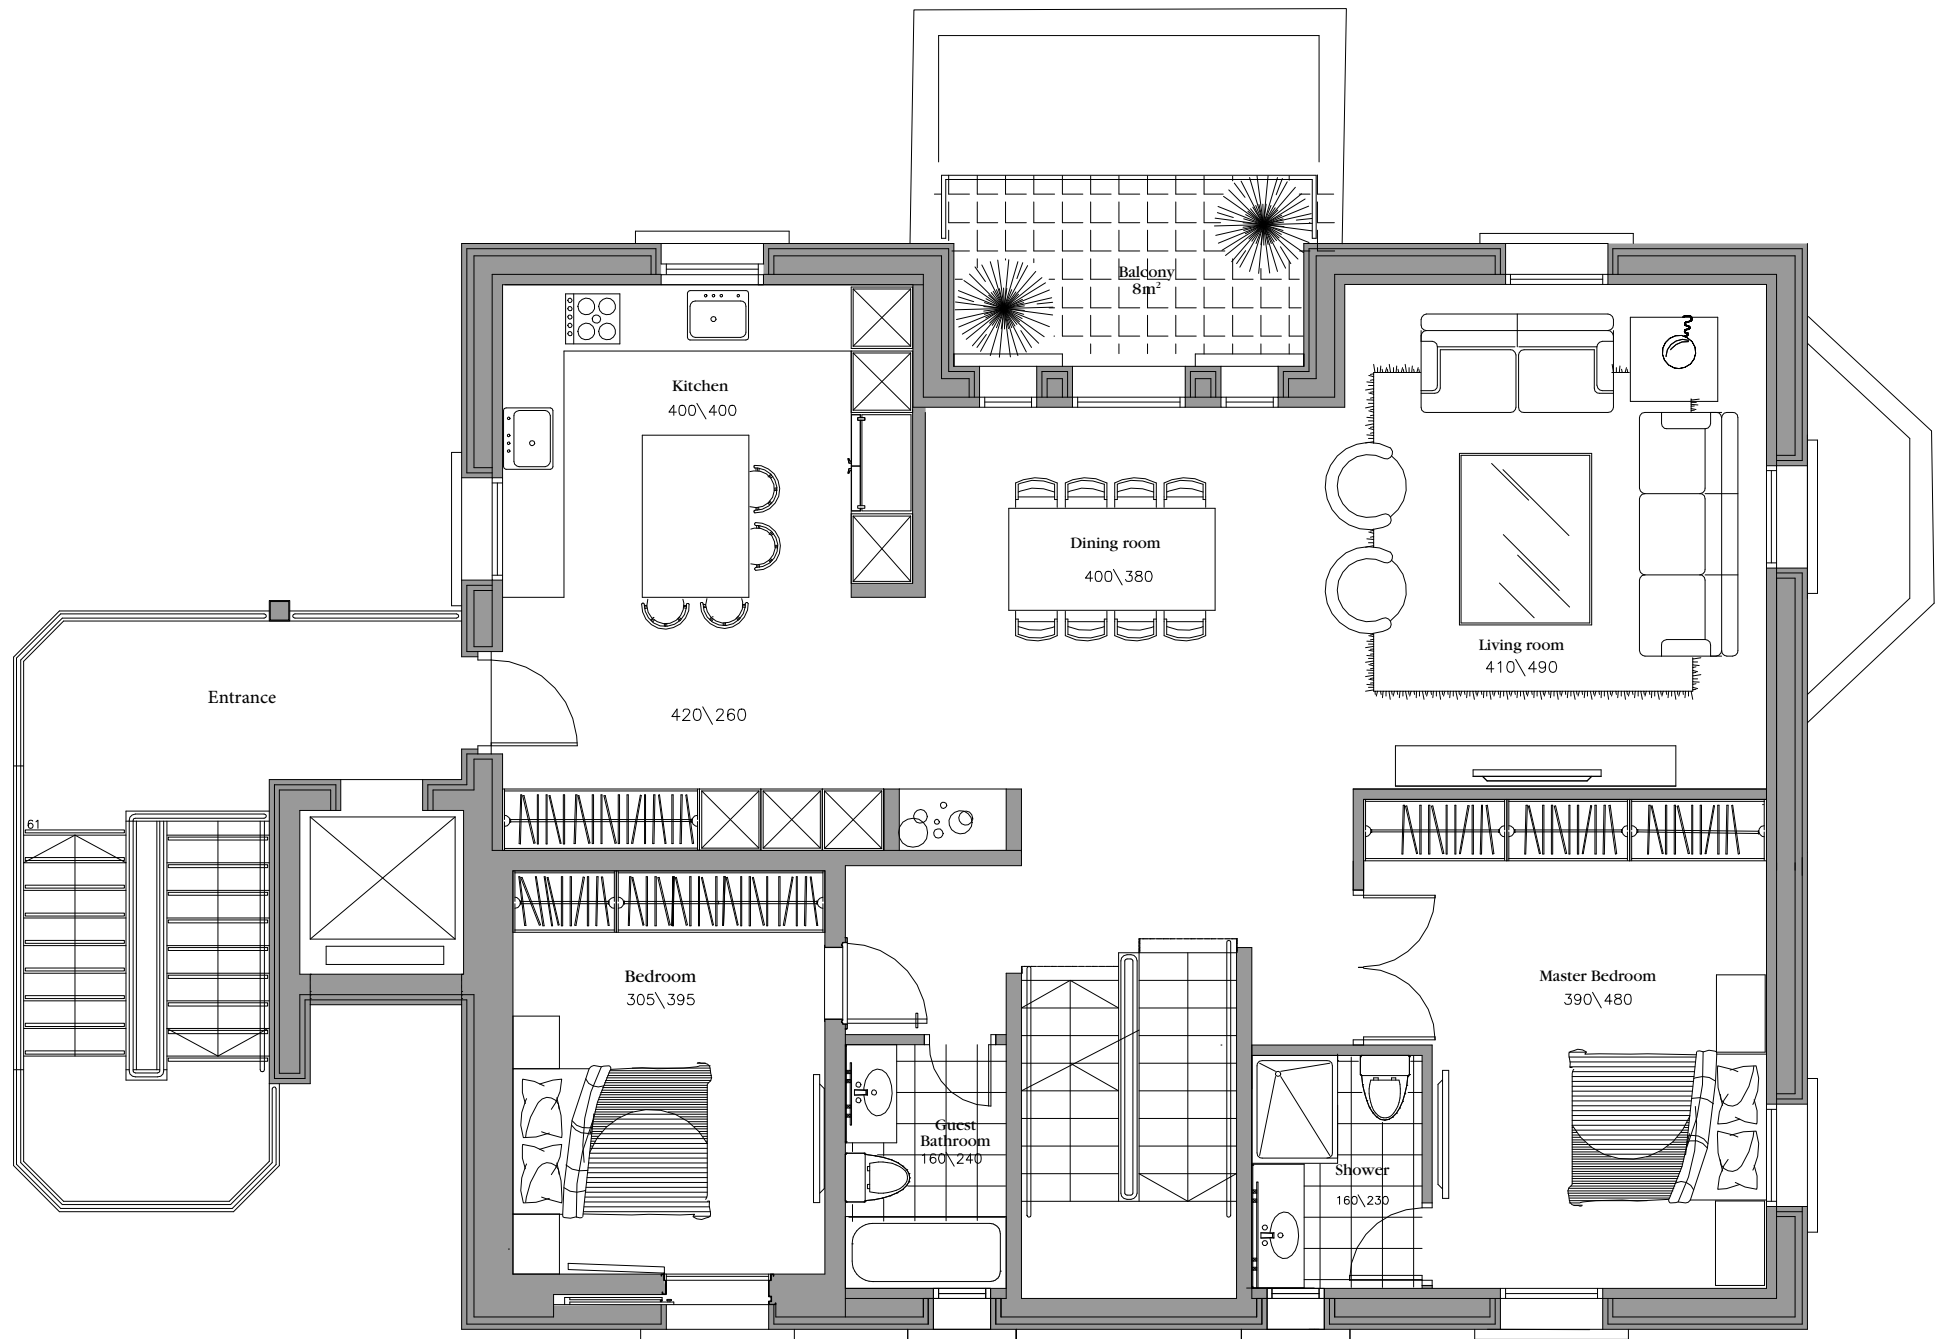 Balcony
8m²
Kitchen
400\400
Dining room
400\380
Living room
410\490
Entrance
420\260
61
Bedroom
305\395
Master Bedroom
390\480
Guest
Bathroom
160\240
Shower
160\230